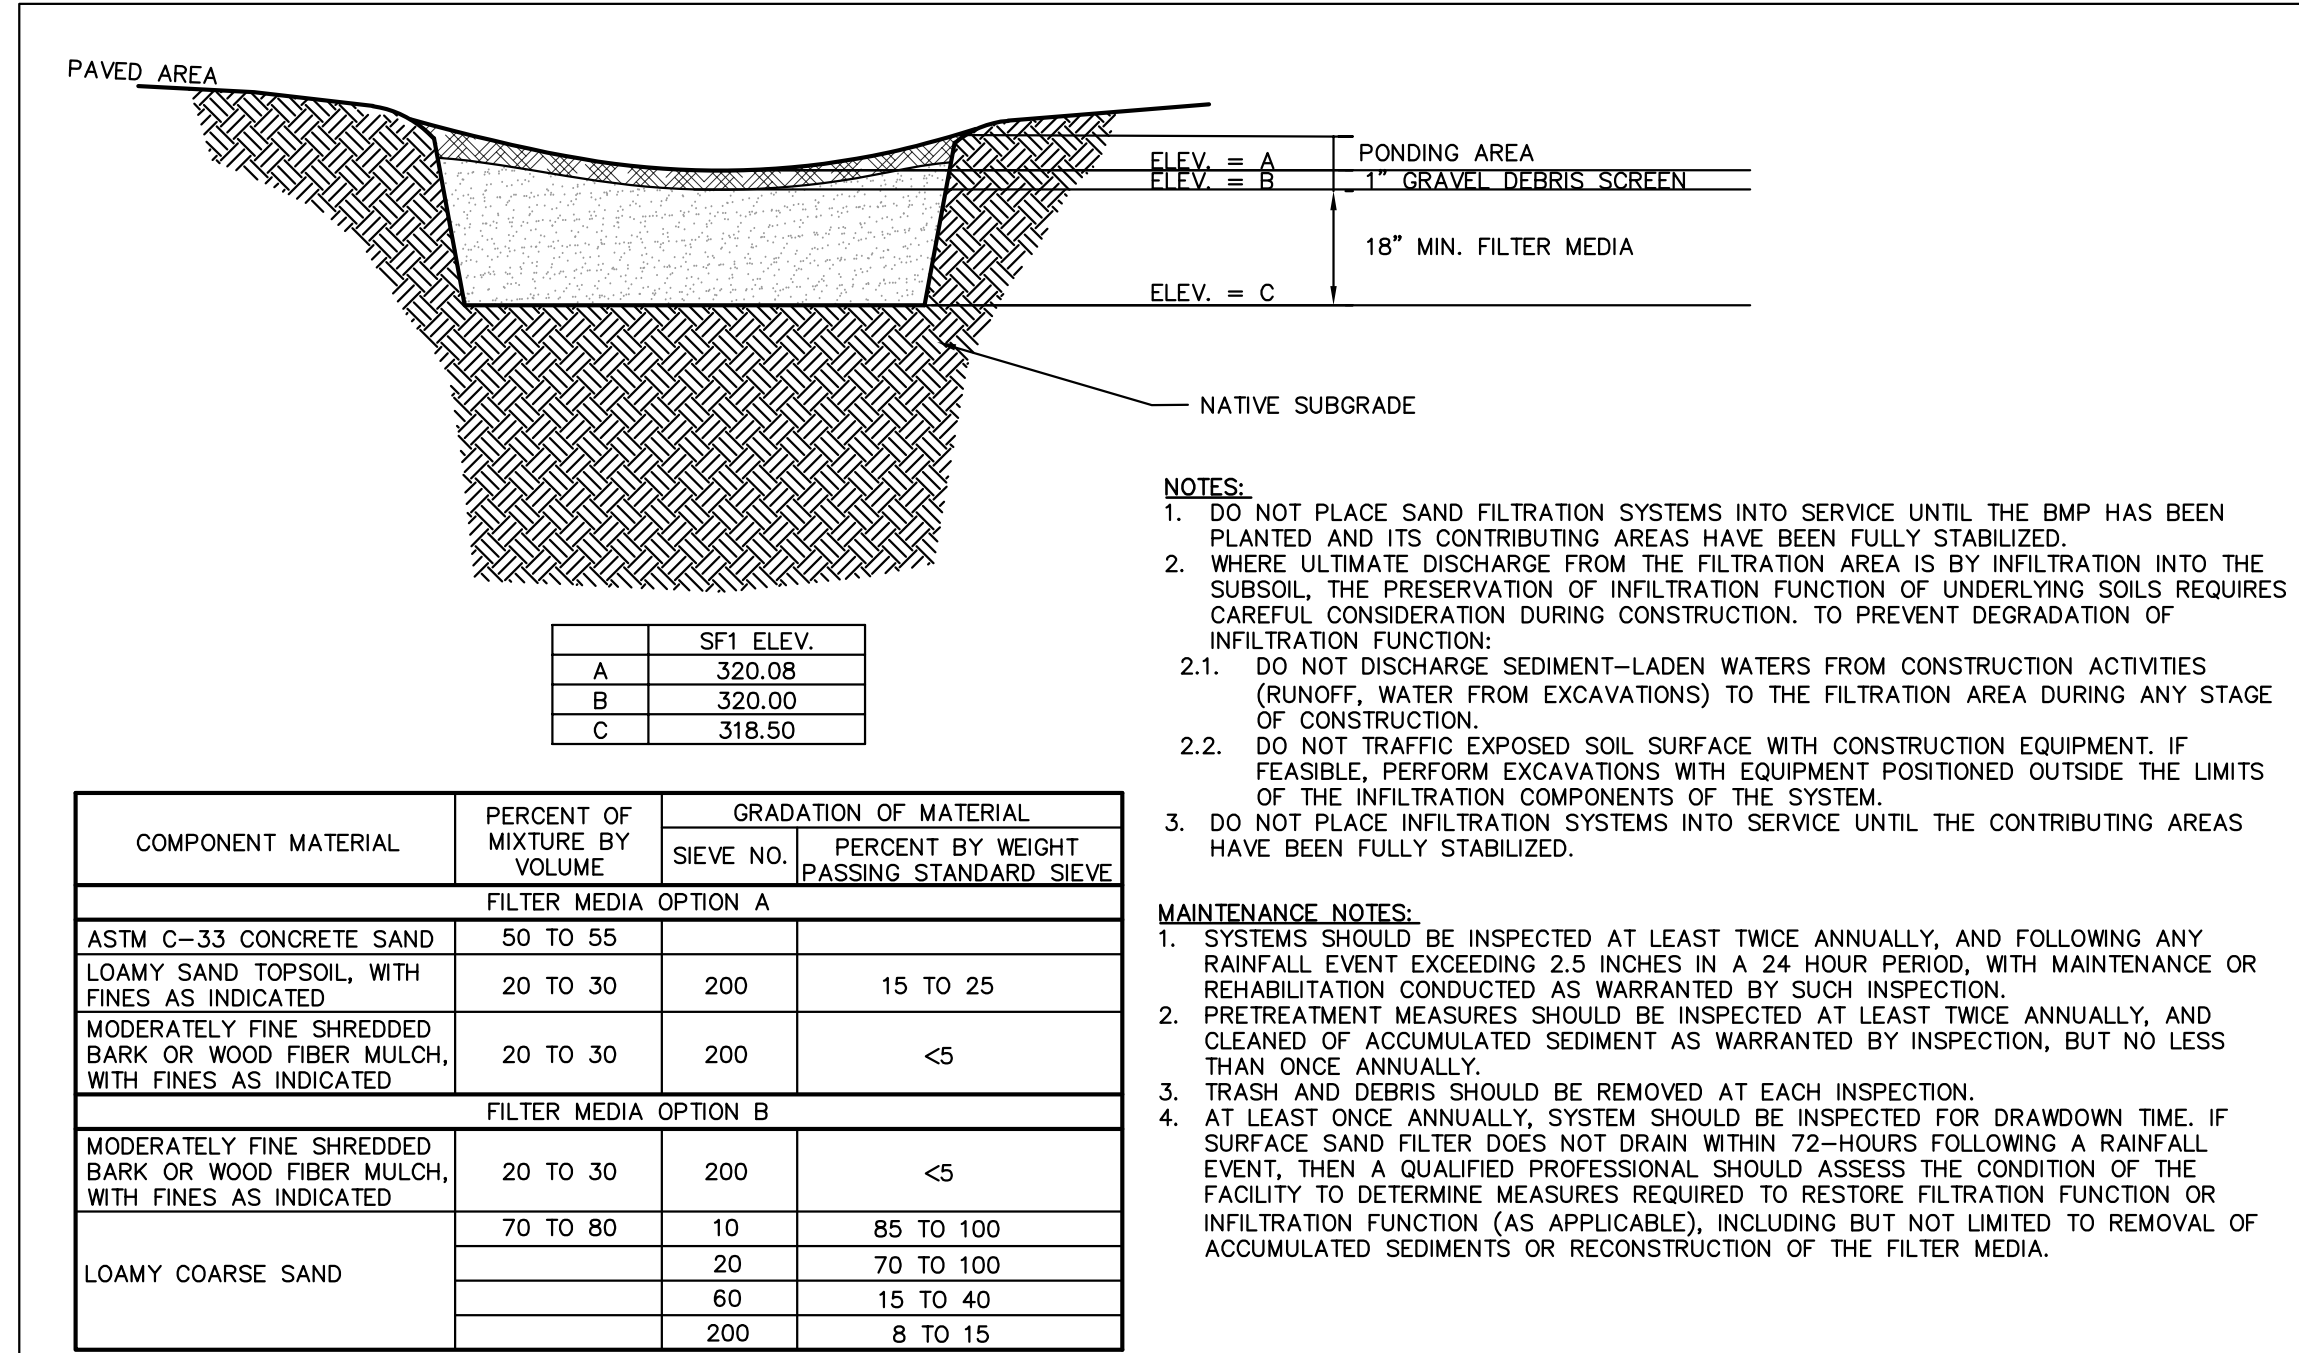 PAVED AREA
ELEV. = A
PONDING AREA
ELEV. = B
1” GRAVEL DEBRIS SCREEN
18” MIN. FILTER MEDIA
ELEV. = C
NATIVE SUBGRADE
SF1 ELEV.
A 320.08
B 320.00
C 318.50
COMPONENT MATERIAL
PERCENT OF
MIXTURE BY
VOLUME
GRADATION OF MATERIAL
SIEVE NO.
PERCENT BY WEIGHT
PASSING STANDARD SIEVE
FILTER MEDIA OPTION A
ASTM C-33 CONCRETE SAND 50 TO 55
LOAMY SAND TOPSOIL, WITH
FINES AS INDICATED
20 TO 30 200 15 TO 25
MODERATELY FINE SHREDDED
BARK OR WOOD FIBER MULCH,
WITH FINES AS INDICATED
20 TO 30 200 <5
FILTER MEDIA OPTION B
MODERATELY FINE SHREDDED
BARK OR WOOD FIBER MULCH,
WITH FINES AS INDICATED
20 TO 30 200 <5
LOAMY COARSE SAND
70 TO 80 10 85 TO 100
20 70 TO 100
60 15 TO 40
200 8 TO 15
NOTES:
1. DO NOT PLACE SAND FILTRATION SYSTEMS INTO SERVICE UNTIL THE BMP HAS BEEN
PLANTED AND ITS CONTRIBUTING AREAS HAVE BEEN FULLY STABILIZED.
2. WHERE ULTIMATE DISCHARGE FROM THE FILTRATION AREA IS BY INFILTRATION INTO THE
SUBSOIL, THE PRESERVATION OF INFILTRATION FUNCTION OF UNDERLYING SOILS REQUIRES
CAREFUL CONSIDERATION DURING CONSTRUCTION. TO PREVENT DEGRADATION OF
INFILTRATION FUNCTION:
2.1. DO NOT DISCHARGE SEDIMENT-LADEN WATERS FROM CONSTRUCTION ACTIVITIES
(RUNOFF, WATER FROM EXCAVATIONS) TO THE FILTRATION AREA DURING ANY STAGE
OF CONSTRUCTION.
2.2. DO NOT TRAFFIC EXPOSED SOIL SURFACE WITH CONSTRUCTION EQUIPMENT. IF
FEASIBLE, PERFORM EXCAVATIONS WITH EQUIPMENT POSITIONED OUTSIDE THE LIMITS
OF THE INFILTRATION COMPONENTS OF THE SYSTEM.
3. DO NOT PLACE INFILTRATION SYSTEMS INTO SERVICE UNTIL THE CONTRIBUTING AREAS
HAVE BEEN FULLY STABILIZED.
MAINTENANCE NOTES:
1. SYSTEMS SHOULD BE INSPECTED AT LEAST TWICE ANNUALLY, AND FOLLOWING ANY
RAINFALL EVENT EXCEEDING 2.5 INCHES IN A 24 HOUR PERIOD, WITH MAINTENANCE OR
REHABILITATION CONDUCTED AS WARRANTED BY SUCH INSPECTION.
2. PRETREATMENT MEASURES SHOULD BE INSPECTED AT LEAST TWICE ANNUALLY, AND
CLEANED OF ACCUMULATED SEDIMENT AS WARRANTED BY INSPECTION, BUT NO LESS
THAN ONCE ANNUALLY.
3. TRASH AND DEBRIS SHOULD BE REMOVED AT EACH INSPECTION.
4. AT LEAST ONCE ANNUALLY, SYSTEM SHOULD BE INSPECTED FOR DRAWDOWN TIME. IF
SURFACE SAND FILTER DOES NOT DRAIN WITHIN 72-HOURS FOLLOWING A RAINFALL
EVENT, THEN A QUALIFIED PROFESSIONAL SHOULD ASSESS THE CONDITION OF THE
FACILITY TO DETERMINE MEASURES REQUIRED TO RESTORE FILTRATION FUNCTION OR
INFILTRATION FUNCTION (AS APPLICABLE), INCLUDING BUT NOT LIMITED TO REMOVAL OF
ACCUMULATED SEDIMENTS OR RECONSTRUCTION OF THE FILTER MEDIA.